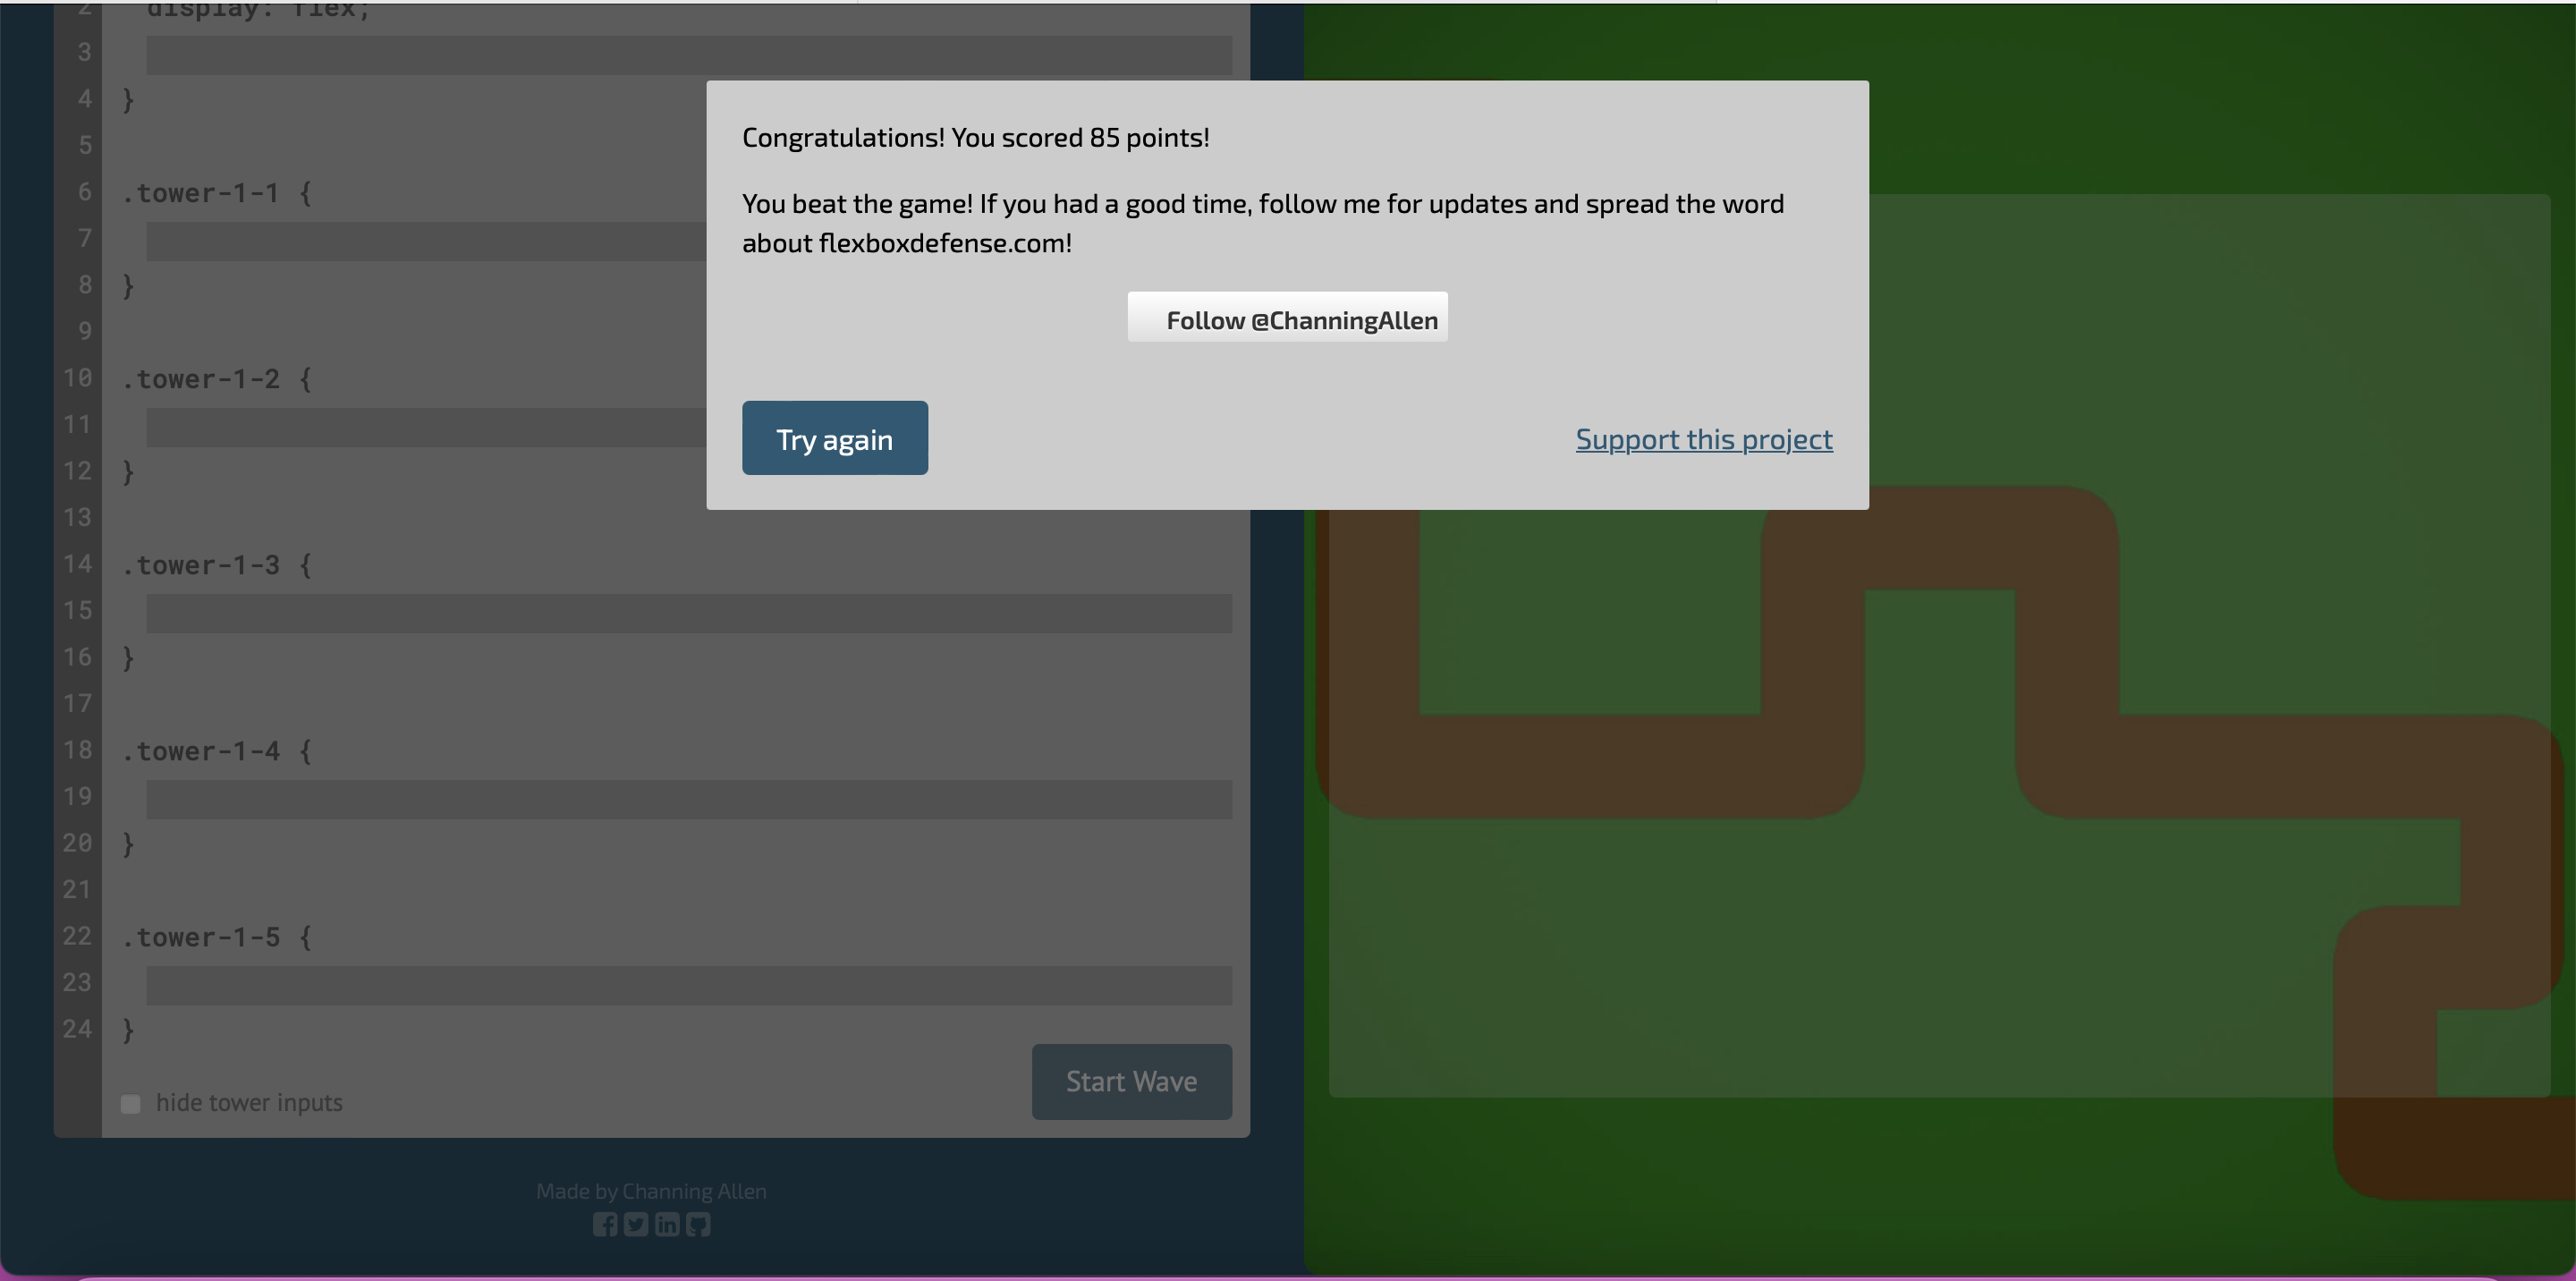 2 display: flex;
3
4 }
5
6 .tower-1-1 {
7
8 }
9
10 .tower-1-2 {
11
12 }
13
14 .tower-1-3 {
15
16 }
17
18 .tower-1-4 {
19
20 }
21
22 .tower-1-5 {
23
24 }
hide tower inputs
Start Wave
Made by Channing Allen
Congratulations! You scored 85 points!
You beat the game! If you had a good time, follow me for updates and spread the word
about flexboxdefense.com!
Follow @ChanningAllen
Try again
Support this project